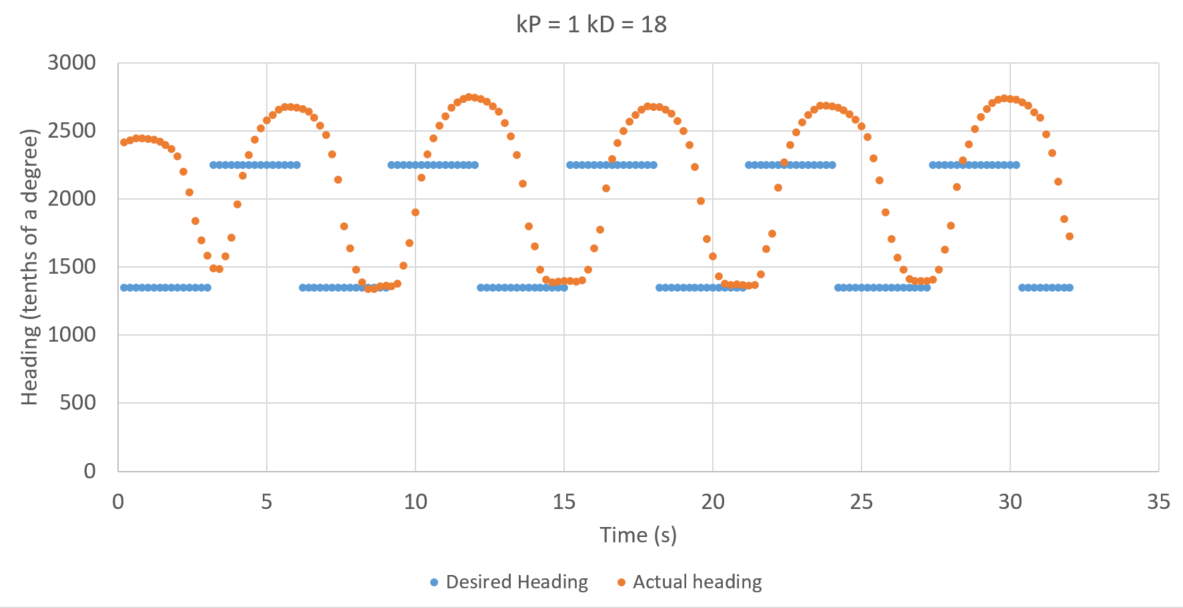 kP = 1 kD = 18
3000
2500
2000
1500
1000
500
0
Heading (tenths of a degree)
0 5 10 15 20 25 30 35
Time (s)
Desired Heading Actual heading